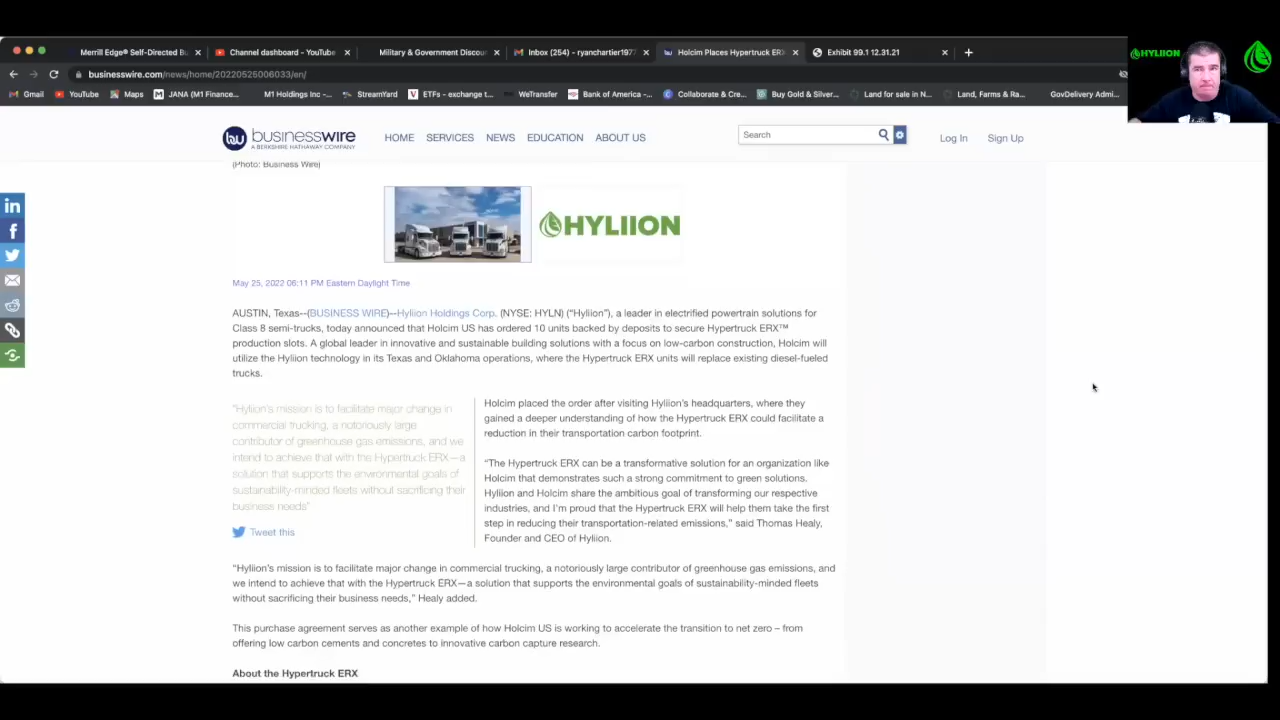 Merrill Edge® Self-Directed Bu
Channel dashboard - YouTube
Military & Government Discou
Inbox (254) - ryanchartier1977
Holcim Places Hypertruck ERX
Exhibit 99.1 12.31.21
HYLIION
businesswire.com/news/home/20220525006033/en/
Gmail
YouTube
Maps
JANA (M1 Finance...
M1 Holdings Inc -...
StreamYard
ETFs - exchange t...
WeTransfer
Bank of America -...
Collaborate & Cre...
Buy Gold & Silver...
Land for sale in N...
Land, Farms & Ra...
GovDelivery Admi...
businesswire
A BERKSHIRE HATHAWAY COMPANY
HOME SERVICES NEWS EDUCATION ABOUT US
Search
Log In Sign Up
(Photo: Business Wire)
HYLIION
May 25, 2022 06:11 PM Eastern Daylight Time
AUSTIN, Texas--(BUSINESS WIRE)--Hyliion Holdings Corp. (NYSE: HYLN) (“Hyliion”), a leader in electrified powertrain solutions for
Class 8 semi-trucks, today announced that Holcim US has ordered 10 units backed by deposits to secure Hypertruck ERX™
production slots. A global leader in innovative and sustainable building solutions with a focus on low-carbon construction, Holcim will
utilize the Hyliion technology in its Texas and Oklahoma operations, where the Hypertruck ERX units will replace existing diesel-fueled
trucks.
“Hyliion's mission is to facilitate major change in
commercial trucking, a notoriously large
contributor of greenhouse gas emissions, and we
intend to achieve that with the Hypertruck ERX—a
solution that supports the environmental goals of
sustainability-minded fleets without sacrificing their
business needs”
Tweet this
Holcim placed the order after visiting Hyliion's headquarters, where they
gained a deeper understanding of how the Hypertruck ERX could facilitate a
reduction in their transportation carbon footprint.
“The Hypertruck ERX can be a transformative solution for an organization like
Holcim that demonstrates such a strong commitment to green solutions.
Hyliion and Holcim share the ambitious goal of transforming our respective
industries, and I'm proud that the Hypertruck ERX will help them take the first
step in reducing their transportation-related emissions,” said Thomas Healy,
Founder and CEO of Hyliion.
“Hyliion's mission is to facilitate major change in commercial trucking, a notoriously large contributor of greenhouse gas emissions, and
we intend to achieve that with the Hypertruck ERX—a solution that supports the environmental goals of sustainability-minded fleets
without sacrificing their business needs,” Healy added.
This purchase agreement serves as another example of how Holcim US is working to accelerate the transition to net zero – from
offering low carbon cements and concretes to innovative carbon capture research.
About the Hypertruck ERX